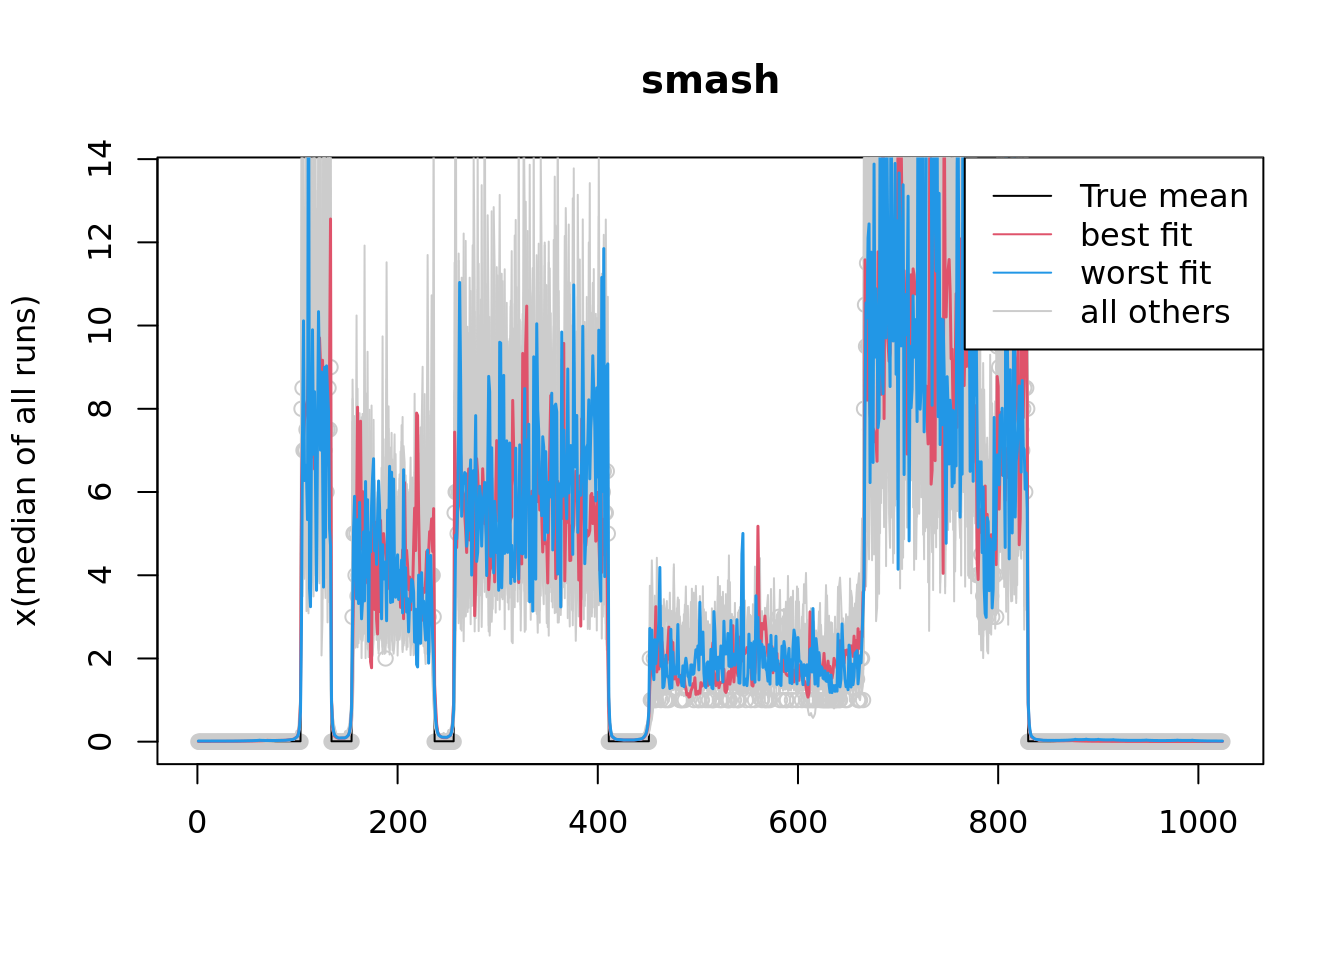 smash
x(median of all runs)
14
12
10
8
6
4
2
0
True mean
best fit
worst fit
all others
0 200 400 600 800 1000